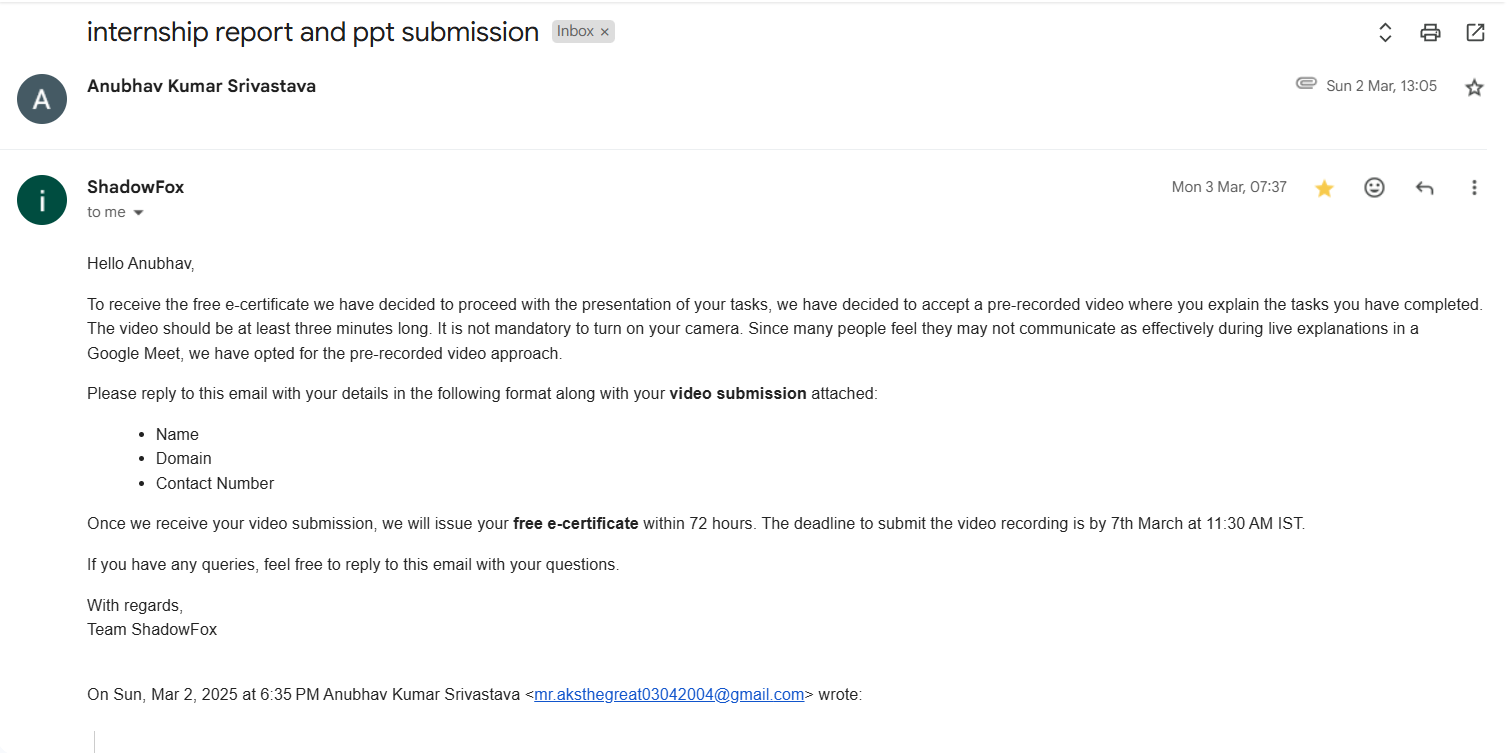 internship report and ppt submission Inbox ×
A
Anubhav Kumar Srivastava
Sun 2 Mar, 13:05
i
ShadowFox
Mon 3 Mar, 07:37
to me
Hello Anubhav,
To receive the free e-certificate we have decided to proceed with the presentation of your tasks, we have decided to accept a pre-recorded video where you explain the tasks you have completed.
The video should be at least three minutes long. It is not mandatory to turn on your camera. Since many people feel they may not communicate as effectively during live explanations in a
Google Meet, we have opted for the pre-recorded video approach.
Please reply to this email with your details in the following format along with your video submission attached:
• Name
• Domain
• Contact Number
Once we receive your video submission, we will issue your free e-certificate within 72 hours. The deadline to submit the video recording is by 7th March at 11:30 AM IST.
If you have any queries, feel free to reply to this email with your questions.
With regards,
Team ShadowFox
On Sun, Mar 2, 2025 at 6:35 PM Anubhav Kumar Srivastava <mr.aksthegreat03042004@gmail.com> wrote: